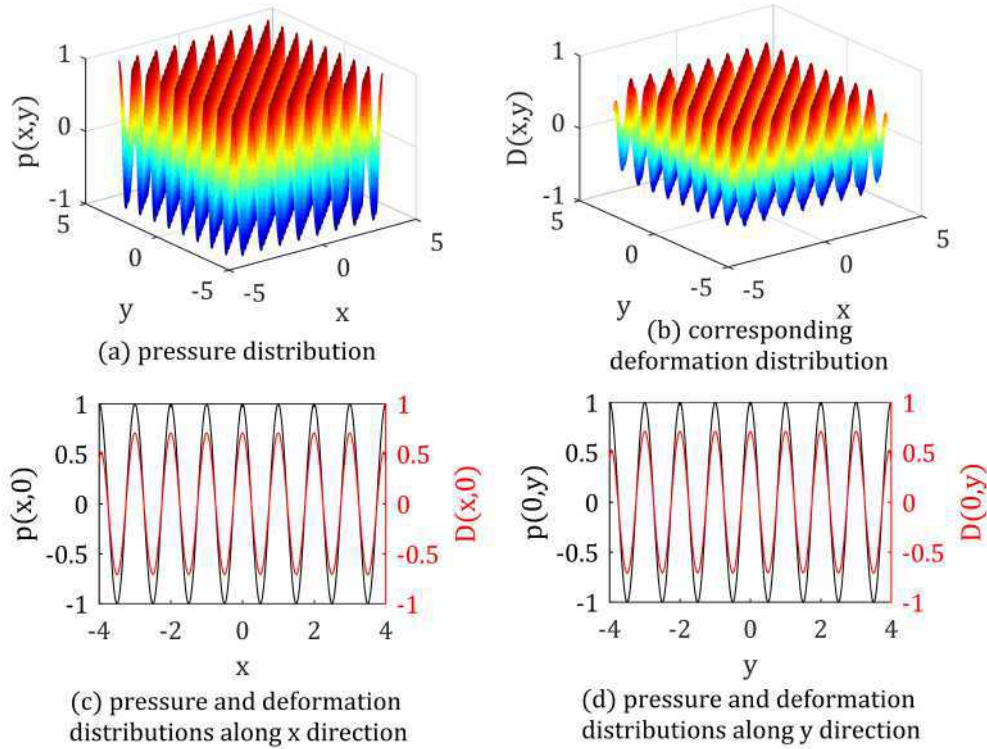 p(x,y)
1
0
-1
5
0
-5
-5
0
5
y
x
(a) pressure distribution
D(x,y)
1
0
-1
5
0
-5
-5
0
5
y
x
(b) corresponding
deformation distribution
p(x,0)
1
0.5
0
-0.5
-1
-4
-2
0
2
4
x
1
0.5
0
-0.5
-1
D(x,0)
(c) pressure and deformation
distributions along x direction
p(0,y)
1
0.5
0
-0.5
-1
-4
-2
0
2
4
y
1
0.5
0
-0.5
-1
D(0,y)
(d) pressure and deformation
distributions along y direction